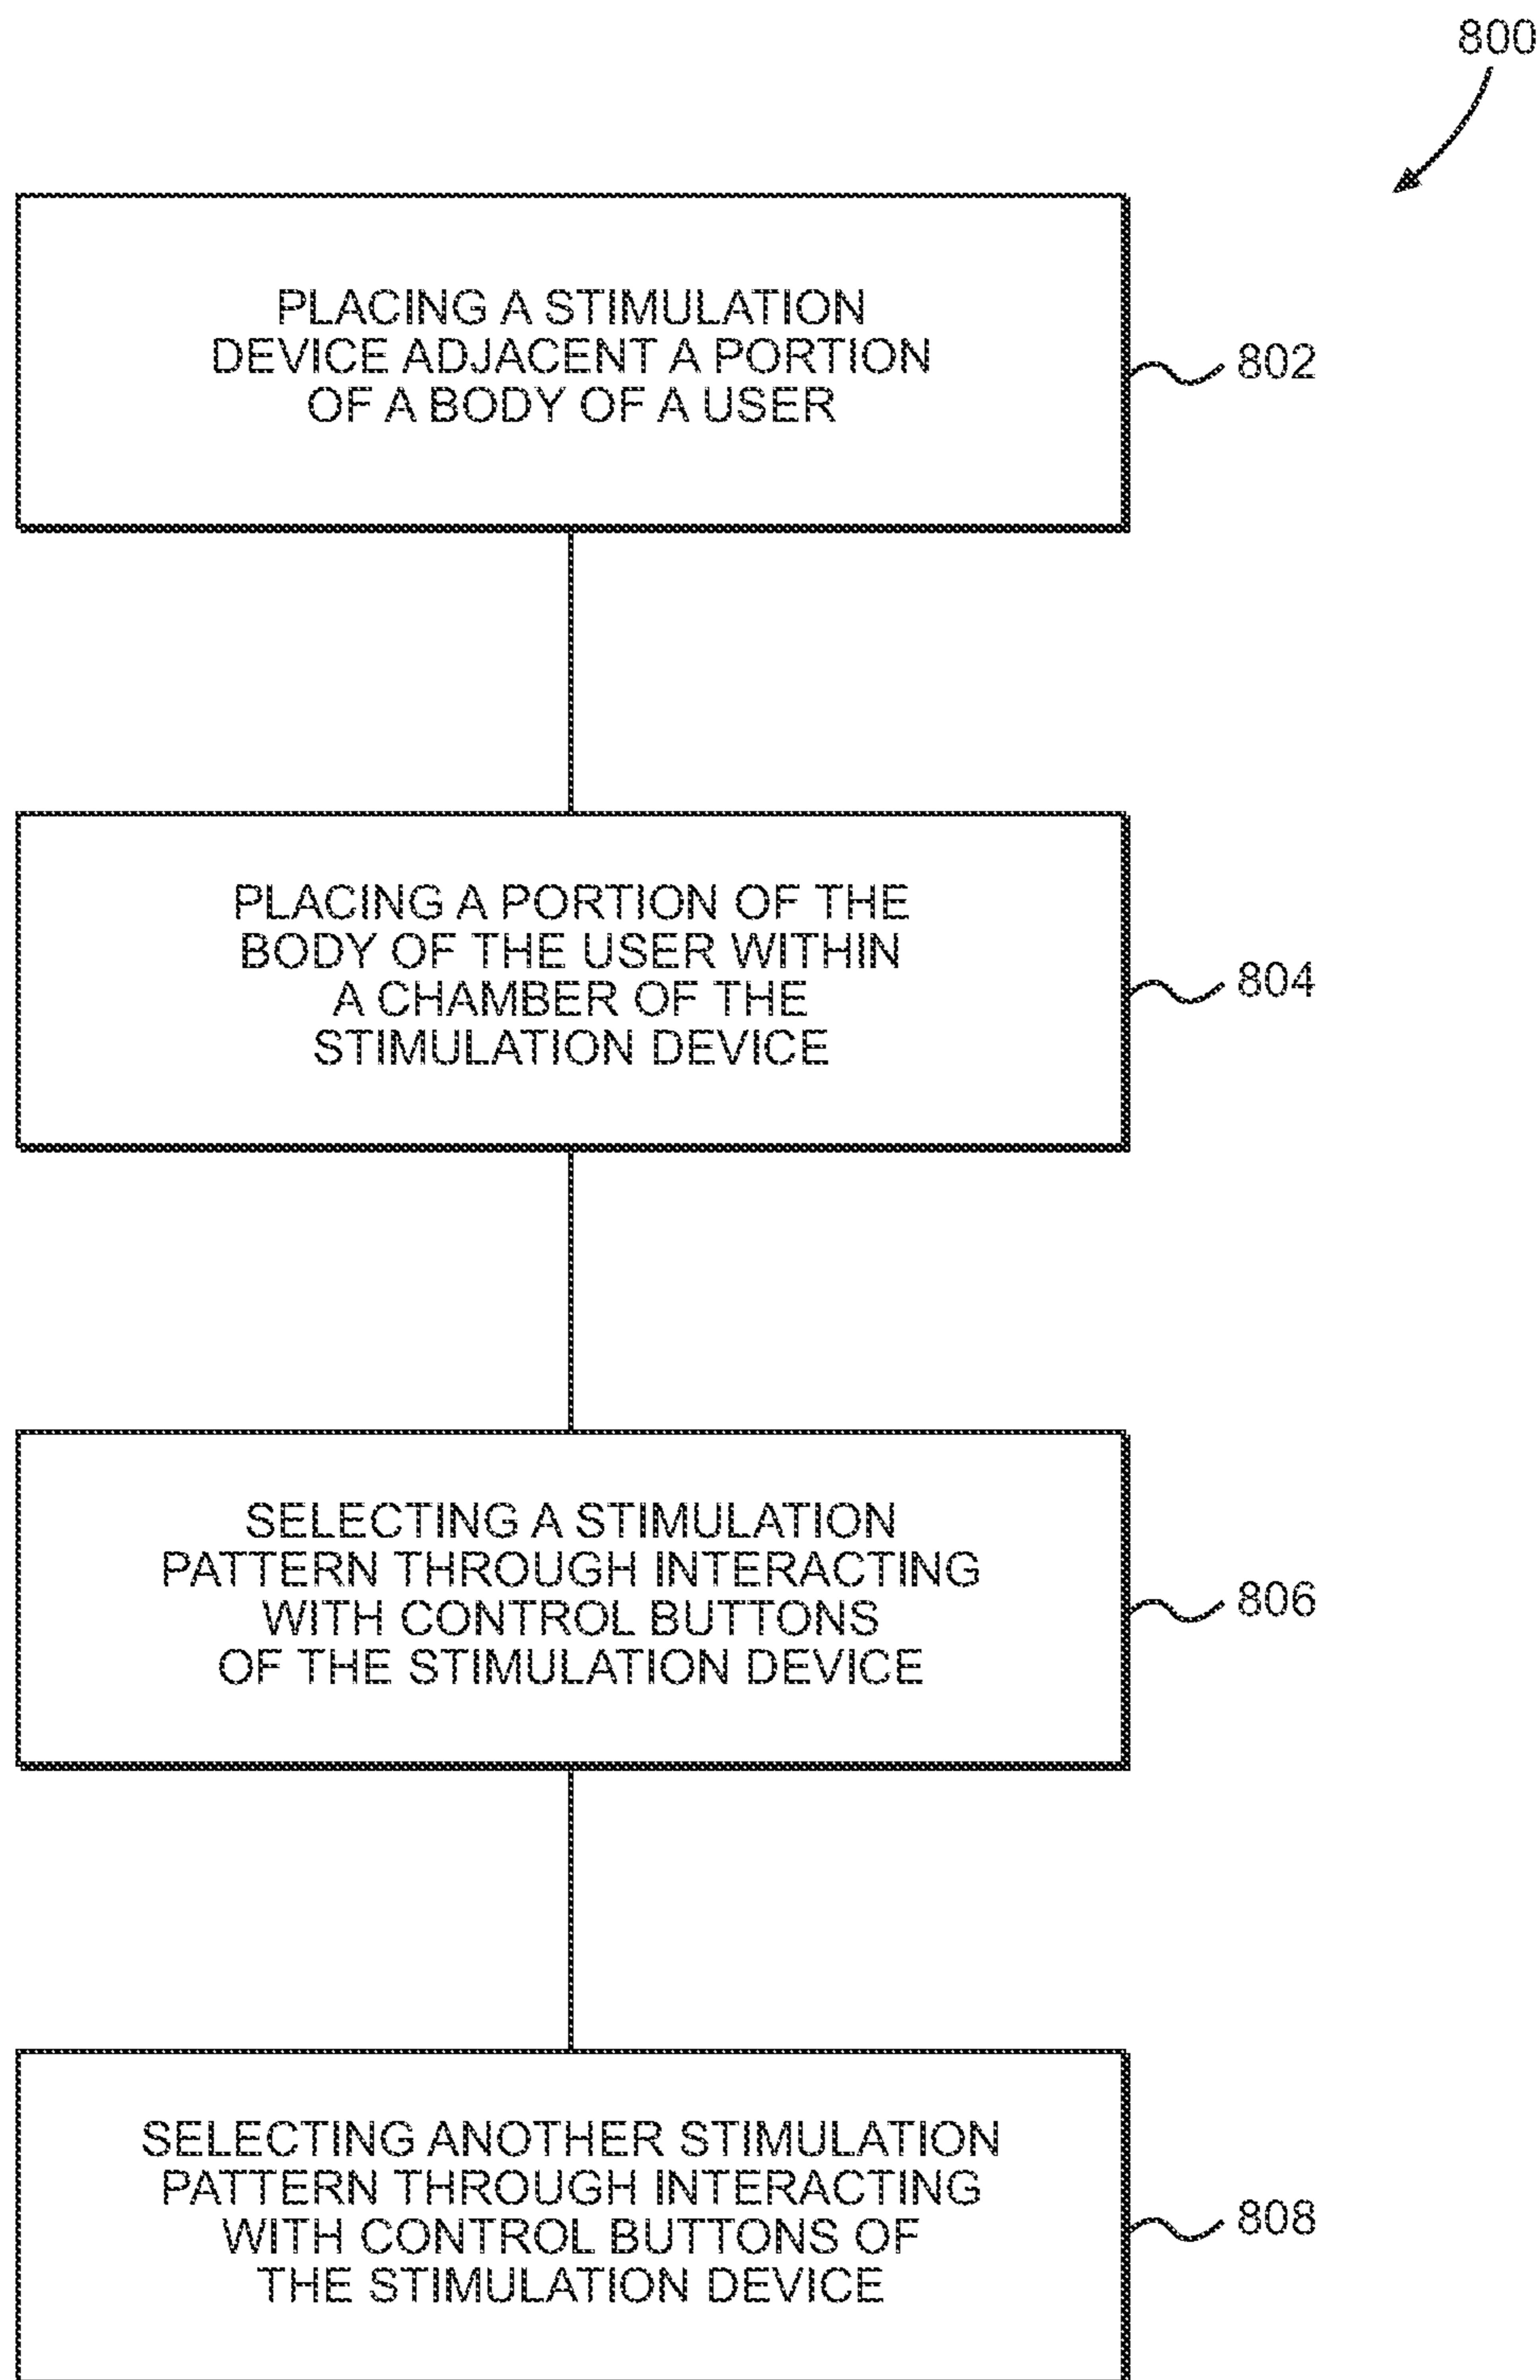 800
PLACING A STIMULATION
DEVICE ADJACENT A PORTION
OF A BODY OF A USER
802
PLACING A PORTION OF THE
BODY OF THE USER WITHIN
A CHAMBER OF THE
STIMULATION DEVICE
804
SELECTING A STIMULATION
PATTERN THROUGH INTERACTING
WITH CONTROL BUTTONS
OF THE STIMULATION DEVICE
806
SELECTING ANOTHER STIMULATION
PATTERN THROUGH INTERACTING
WITH CONTROL BUTTONS OF
THE STIMULATION DEVICE
808